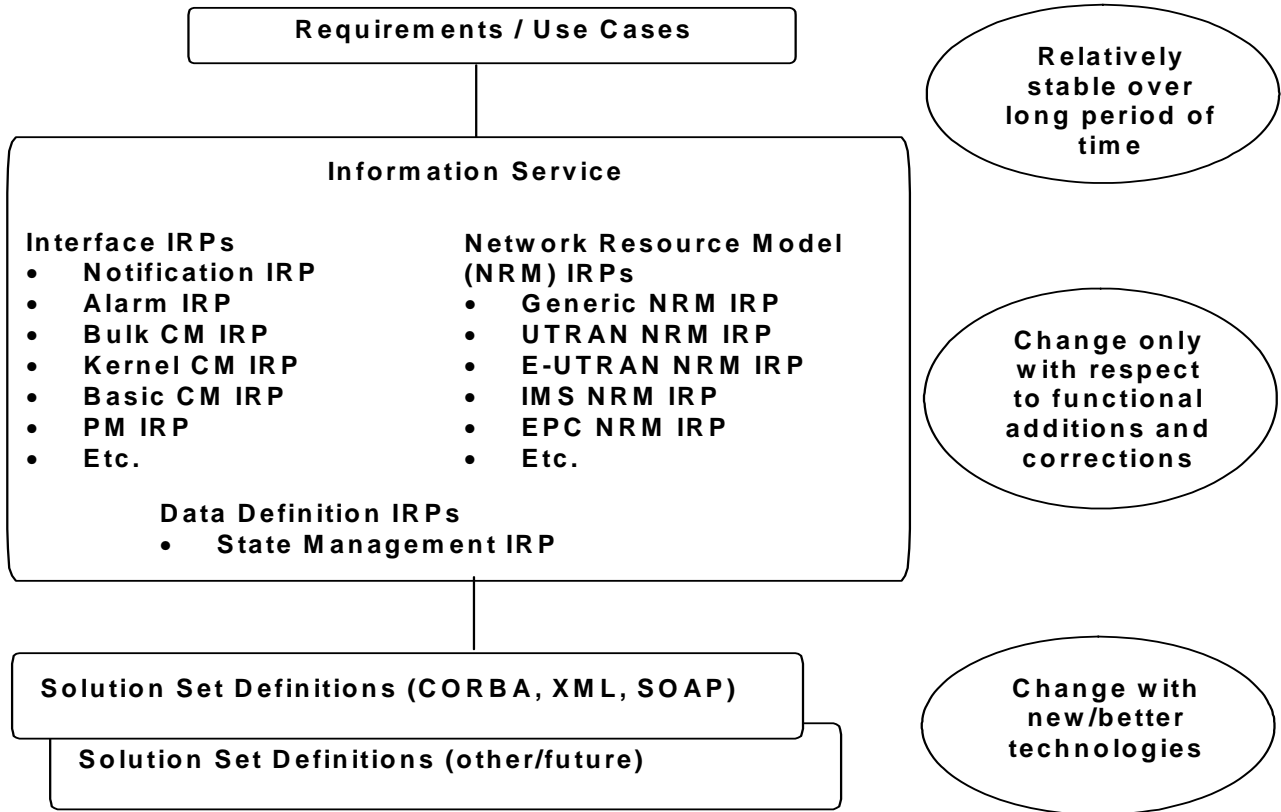 Requirements / Use Cases
Relatively
stable over
long period of
time
Information Service
Interface IRPs
• Notification IRP
• Alarm IRP
• Bulk CM IRP
• Kernel CM IRP
• Basic CM IRP
• PM IRP
• Etc.
Network Resource Model
(NRM) IRPs
• Generic NRM IRP
• UTRAN NRM IRP
• E-UTRAN NRM IRP
• IMS NRM IRP
• EPC NRM IRP
• Etc.
Data Definition IRPs
• State Management IRP
Change only
with respect
to functional
additions and
corrections
Solution Set Definitions (CORBA, XML, SOAP)
Solution Set Definitions (other/future)
Change with
new/better
technologies